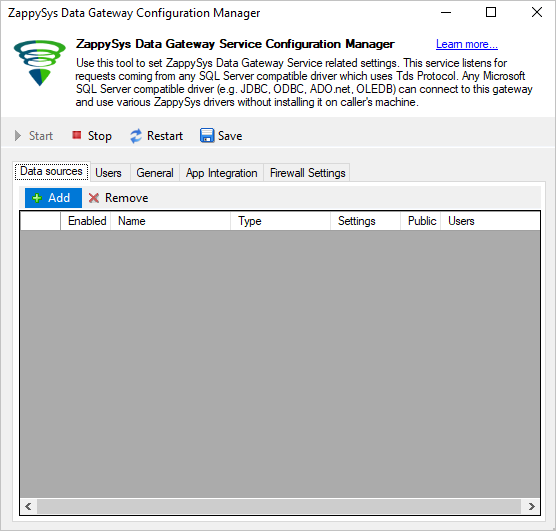 ZappySys Data Gateway Configuration Manager
ZappySys Data Gateway Service Configuration Manager Learn more...
Use this tool to set ZappySys Data Gateway Service related settings. This service listens for
requests coming from any SQL Server compatible driver which uses Tds Protocol. Any Microsoft
SQL Server compatible driver (e.g. JDBC, ODBC, ADO.net, OLEDB) can connect to this gateway
and use various ZappySys drivers without installing it on caller's machine.
Start Stop Restart Save
Data sources Users General App Integration Firewall Settings
Add Remove
Enabled Name Type Settings Public Users